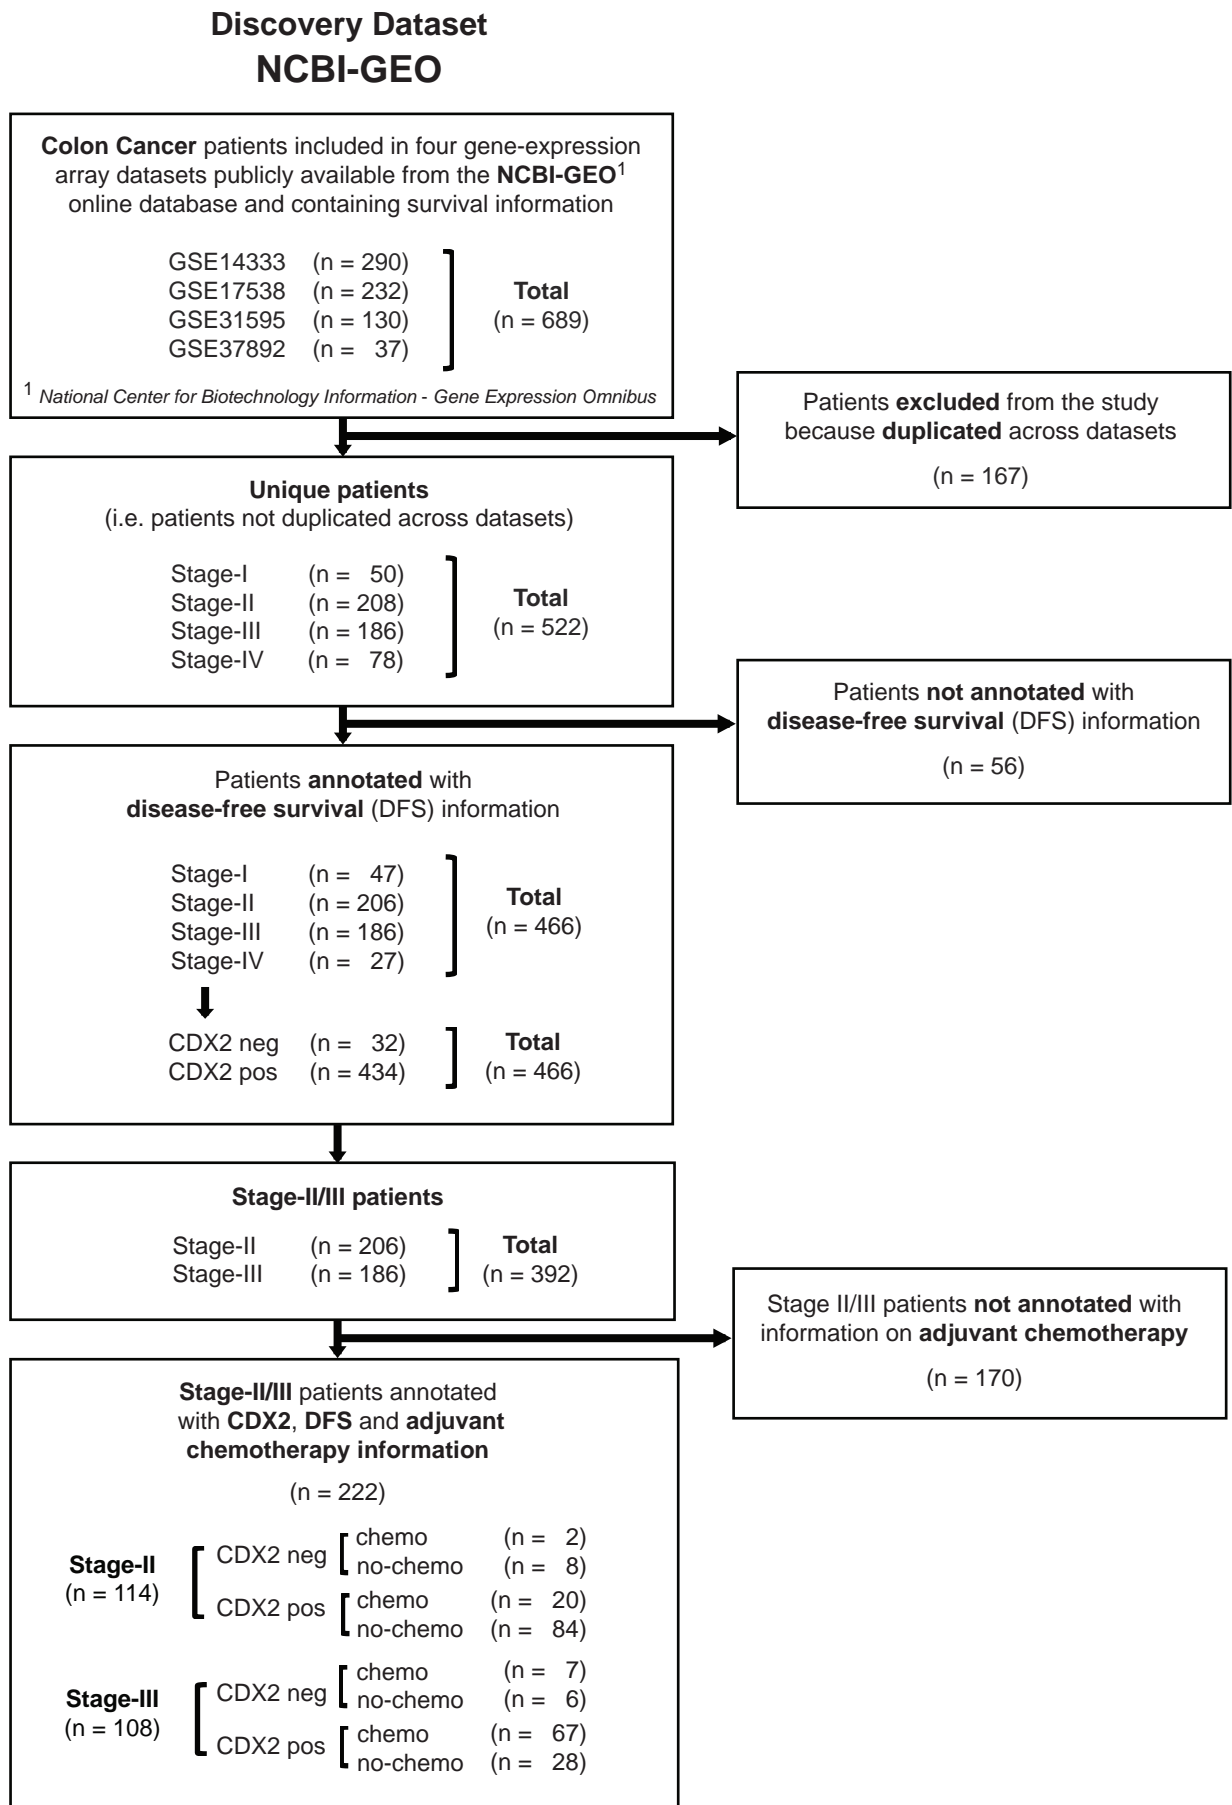 Discovery Dataset
NCBI-GEO
Colon Cancer patients included in four gene-expression
array datasets publicly available from the NCBI-GEO1
online database and containing survival information
GSE14333 (n = 290)
GSE17538 (n = 232)
GSE31595 (n = 130)
GSE37892 (n = 37)
Total
(n = 689)
1 National Center for Biotechnology Information - Gene Expression Omnibus
Patients excluded from the study
because duplicated across datasets
(n = 167)
Unique patients
(i.e. patients not duplicated across datasets)
Stage-I (n = 50)
Stage-II (n = 208)
Stage-III (n = 186)
Stage-IV (n = 78)
Total
(n = 522)
Patients not annotated with
disease-free survival (DFS) information
(n = 56)
Patients annotated with
disease-free survival (DFS) information
Stage-I (n = 47)
Stage-II (n = 206)
Stage-III (n = 186)
Stage-IV (n = 27)
Total
(n = 466)
CDX2 neg (n = 32)
CDX2 pos (n = 434)
Total
(n = 466)
Stage-II/III patients
Stage-II (n = 206)
Stage-III (n = 186)
Total
(n = 392)
Stage II/III patients not annotated with
information on adjuvant chemotherapy
(n = 170)
Stage-II/III patients annotated
with CDX2, DFS and adjuvant
chemotherapy information
(n = 222)
Stage-II
(n = 114)
CDX2 neg
chemo (n = 2)
no-chemo (n = 8)
CDX2 pos
chemo (n = 20)
no-chemo (n = 84)
Stage-III
(n = 108)
CDX2 neg
chemo (n = 7)
no-chemo (n = 6)
CDX2 pos
chemo (n = 67)
no-chemo (n = 28)